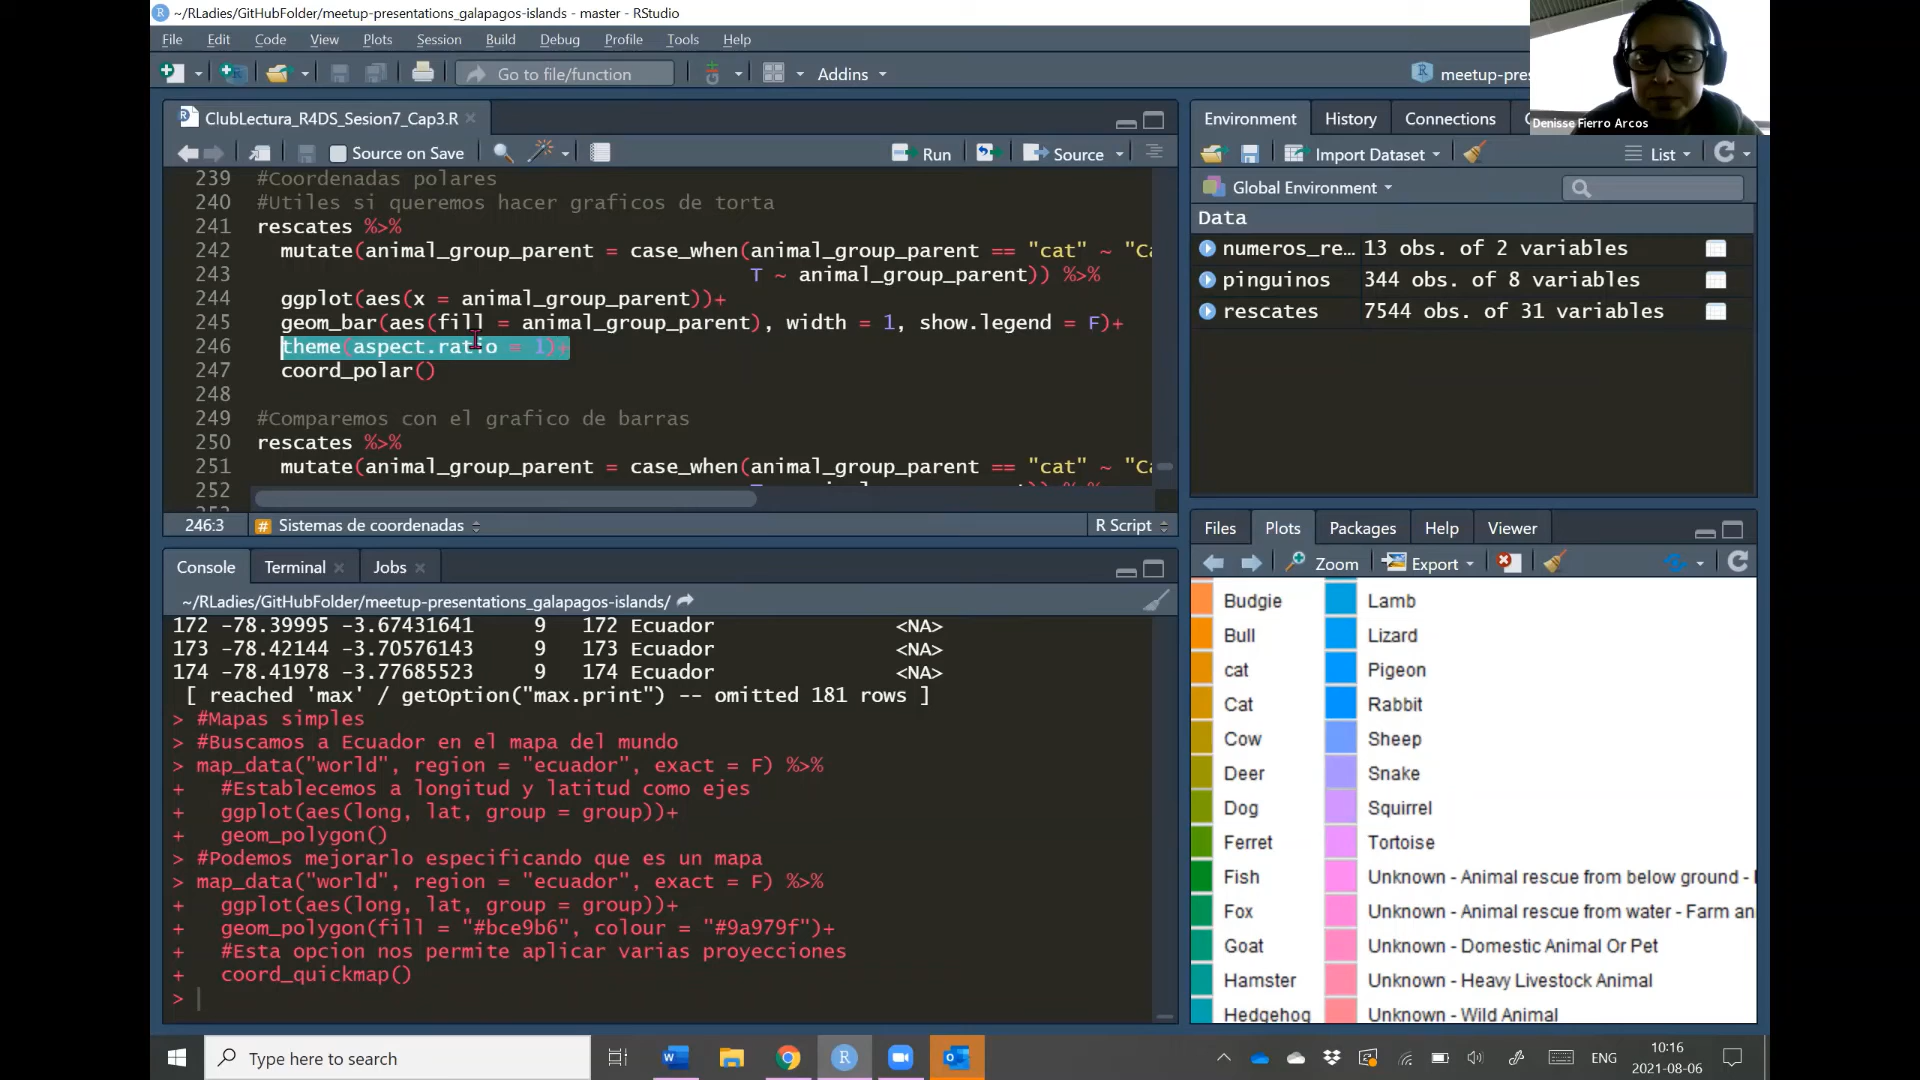 ~/RLadies/GitHubFolder/meetup-presentations_galapagos-islands - master - RStudio
File Edit Code View Plots Session Build Debug Profile Tools Help
Go to file/function
Addins
meetup-pres
Denisse Fierro Arcos
ClubLectura_R4DS_Sesion7_Cap3.R
Source on Save
Run
Source
239 #Coordenadas polares
240 #Utiles si queremos hacer graficos de torta
241 rescates %>%
242 mutate(animal_group_parent = case_when(animal_group_parent == "cat" ~ "Ca
243 T ~ animal_group_parent)) %>%
244 ggplot(aes(x = animal_group_parent))+
245 geom_bar(aes(fill = animal_group_parent), width = 1, show.legend = F)+
246 theme(aspect.ratio = 1)+
247 coord_polar()
248
249 #Comparemos con el grafico de barras
250 rescates %>%
251 mutate(animal_group_parent = case_when(animal_group_parent == "cat" ~ "Ca
252
246:3 # Sistemas de coordenadas R Script
Console Terminal Jobs
~/RLadies/GitHubFolder/meetup-presentations_galapagos-islands/
172 -78.39995 -3.67431641 9 172 Ecuador <NA>
173 -78.42144 -3.70576143 9 173 Ecuador <NA>
174 -78.41978 -3.77685523 9 174 Ecuador <NA>
[ reached 'max' / getOption("max.print") -- omitted 181 rows ]
> #Mapas simples
> #Buscamos a Ecuador en el mapa del mundo
> map_data("world", region = "ecuador", exact = F) %>%
+ #Establecemos a longitud y latitud como ejes
+ ggplot(aes(long, lat, group = group))+
+ geom_polygon()
> #Podemos mejorarlo especificando que es un mapa
> map_data("world", region = "ecuador", exact = F) %>%
+ ggplot(aes(long, lat, group = group))+
+ geom_polygon(fill = "#bce9b6", colour = "#9a979f")+
+ #Esta opcion nos permite aplicar varias proyecciones
+ coord_quickmap()
>
Environment History Connections
Import Dataset List
Global Environment
Data
numeros_re... 13 obs. of 2 variables
pinguinos 344 obs. of 8 variables
rescates 7544 obs. of 31 variables
Files Plots Packages Help Viewer
Zoom Export
Budgie Lamb
Bull Lizard
cat Pigeon
Cat Rabbit
Cow Sheep
Deer Snake
Dog Squirrel
Ferret Tortoise
Fish Unknown - Animal rescue from below ground -
Fox Unknown - Animal rescue from water - Farm an
Goat Unknown - Domestic Animal Or Pet
Hamster Unknown - Heavy Livestock Animal
Hedgehog Unknown - Wild Animal
Type here to search
ENG
10:16
2021-08-06